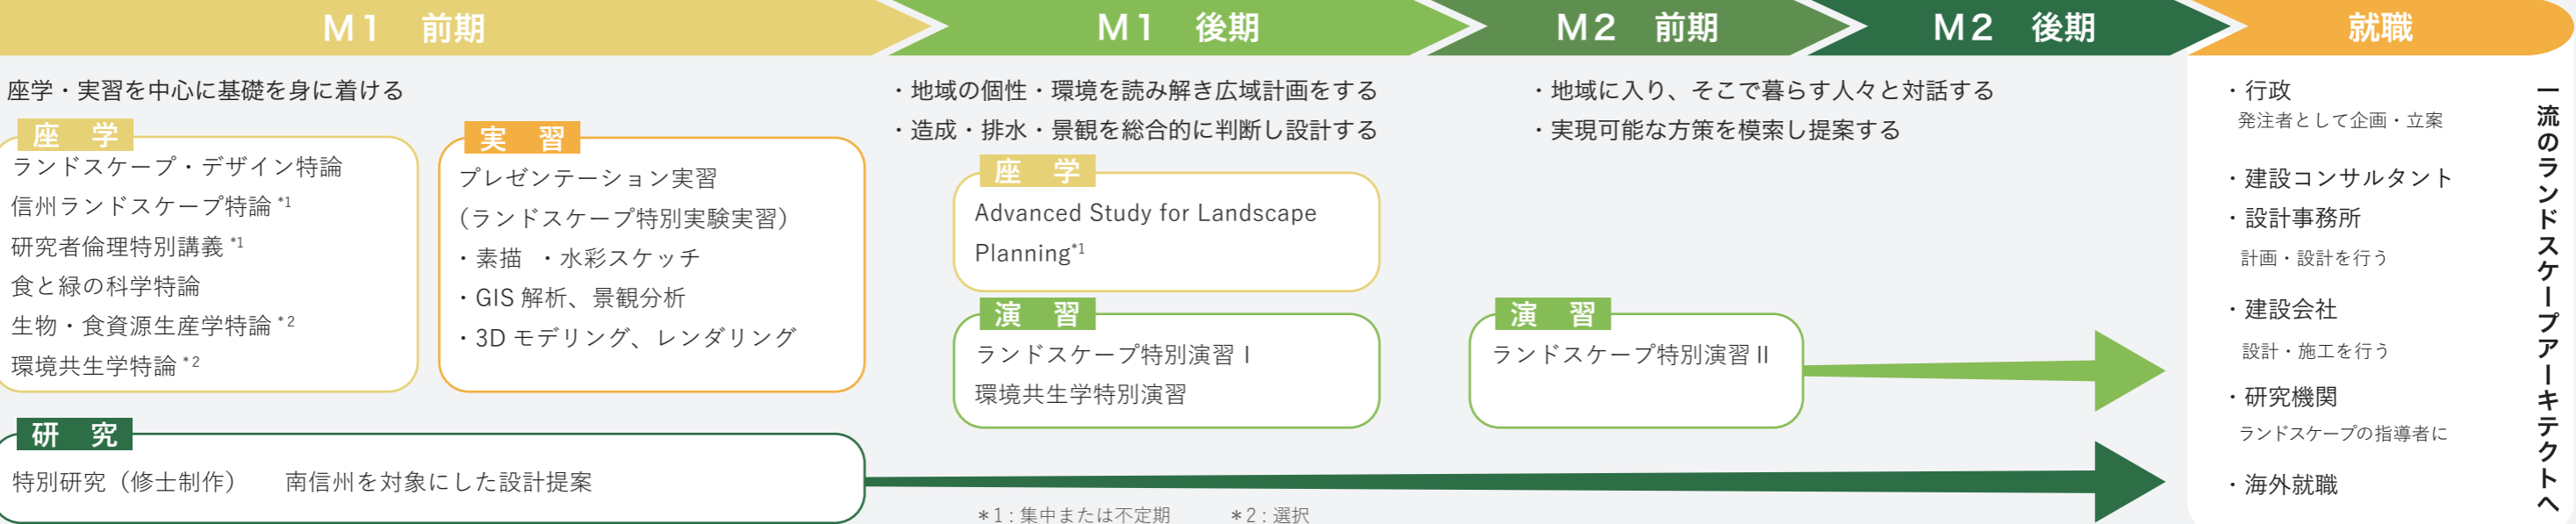 M1　前期
M1　後期
M2　前期
M2　後期
就職
座学・実習を中心に基礎を身に着ける
座　学
ランドスケープ・デザイン特論
信州ランドスケープ特論 *1
研究者倫理特別講義 *1
食と緑の科学特論
生物・食資源生産学特論 *2
環境共生学特論 *2
実　習
プレゼンテーション実習
（ランドスケープ特別実験実習）
・素描　・水彩スケッチ
・GIS 解析、景観分析
・3D モデリング、レンダリング
研　究
特別研究（修士制作）　南信州を対象にした設計提案
・地域の個性・環境を読み解き広域計画をする
・造成・排水・景観を総合的に判断し設計する
座　学
Advanced Study for Landscape
Planning*1
演　習
ランドスケープ特別演習 I
環境共生学特別演習
・地域に入り、そこで暮らす人々と対話する
・実現可能な方策を模索し提案する
演　習
ランドスケープ特別演習 II
＊1 : 集中または不定期　＊2 : 選択
・行政
発注者として企画・立案
・建設コンサルタント
・設計事務所
計画・設計を行う
・建設会社
設計・施工を行う
・研究機関
ランドスケープの指導者に
・海外就職
一流のランドスケープアーキテクトへ